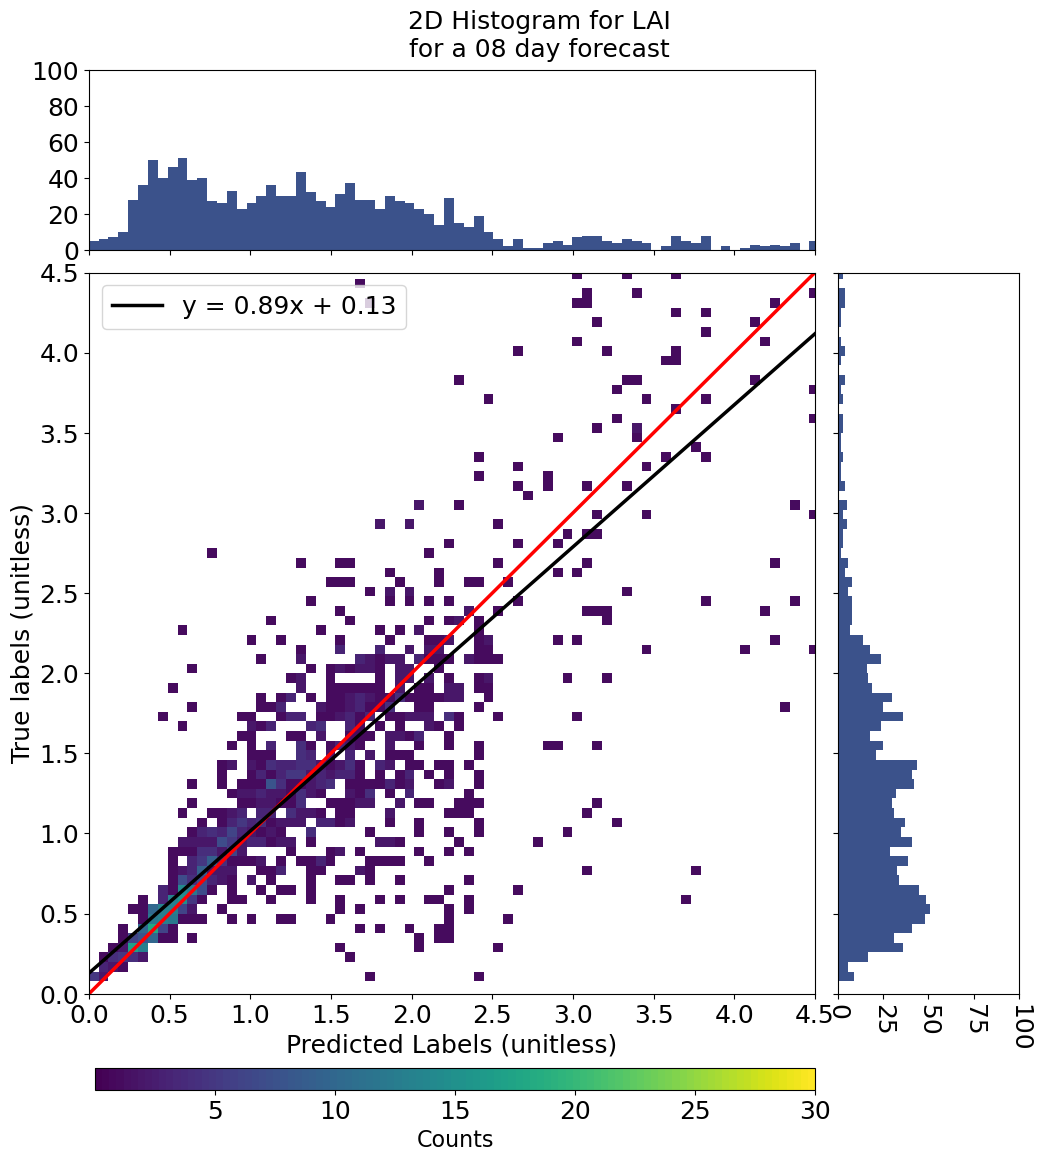 2D Histogram for LAI
for a 08 day forecast
100
80
60
40
20
0
4.5
4.0
3.5
3.0
2.5
2.0
1.5
1.0
0.5
0.0
True labels (unitless)
y = 0.89x + 0.13
0.0 0.5 1.0 1.5 2.0 2.5 3.0 3.5 4.0 4.5
Predicted Labels (unitless)
0 25 50 75 100
5 10 15 20 25 30
Counts